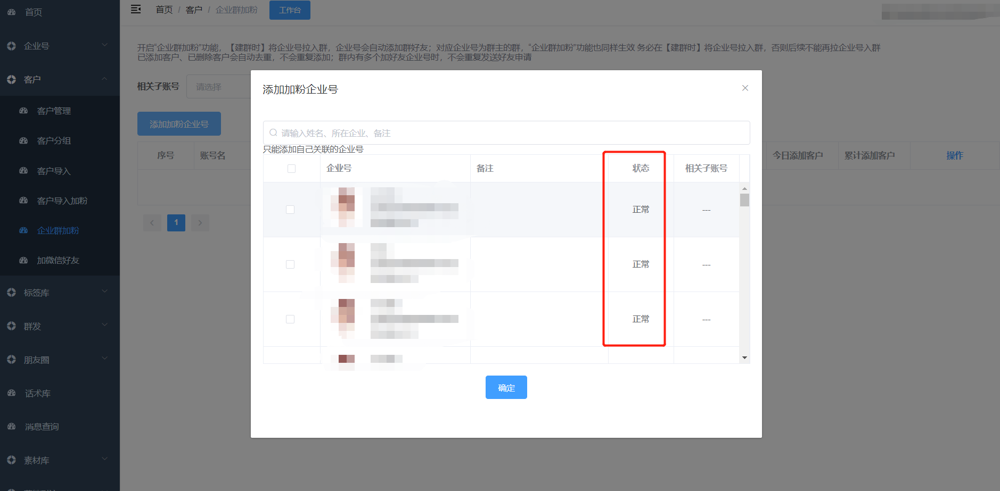 首页
企业号
客户
客户管理
客户分组
客户导入
客户导入加粉
企业群加粉
加微信好友
标签库
群发
朋友圈
话术库
消息查询
素材库
首页 / 客户 / 企业群加粉 工作台
开启“企业群加粉”功能，【建群时】将企业号拉入群，企业号会自动添加群好友；对应企业号为群主的群，“企业群加粉”功能也同样生效 务必在【建群时】将企业号拉入群，否则后续不能再拉企业号入群
已添加客户、已删除客户会自动去重，不会重复添加；群内有多个加好友企业号时，不会重复发送好友申请
相关子账号 请选择
添加加粉企业号
序号 账号名 今日添加客户 累计添加客户 操作
1
添加加粉企业号
请输入姓名、所在企业、备注
只能添加自己关联的企业号
企业号 备注 状态 相关子账号
正常 ---
正常 ---
正常 ---
确定